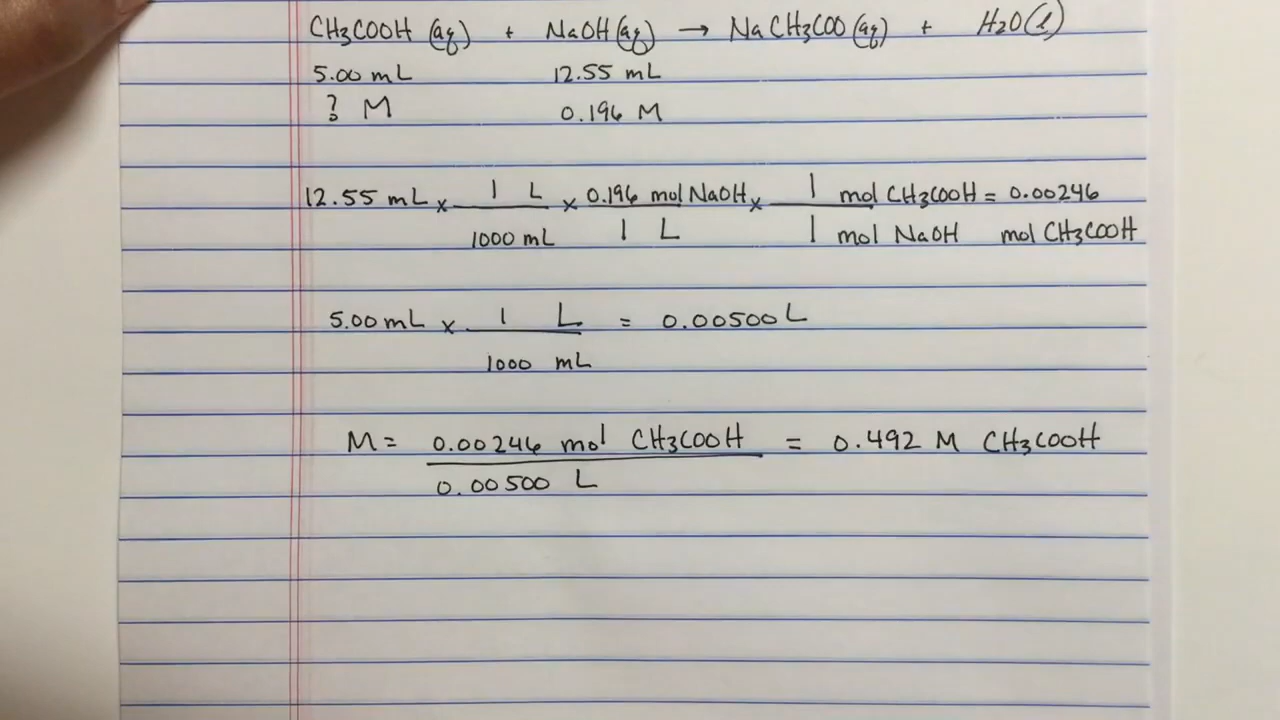 CH3COOH (aq) + NaOH (aq) → NaCH3COO (aq) + H2O (l)
5.00 mL 12.55 mL
? M 0.196 M
12.55 mL x 1 L x 0.196 mol NaOH x 1 mol CH3COOH = 0.00246
1000 mL 1 L 1 mol NaOH mol CH3COOH
5.00 mL x 1 L = 0.00500 L
1000 mL
M = 0.00246 mol CH3COOH = 0.492 M CH3COOH
0.00500 L